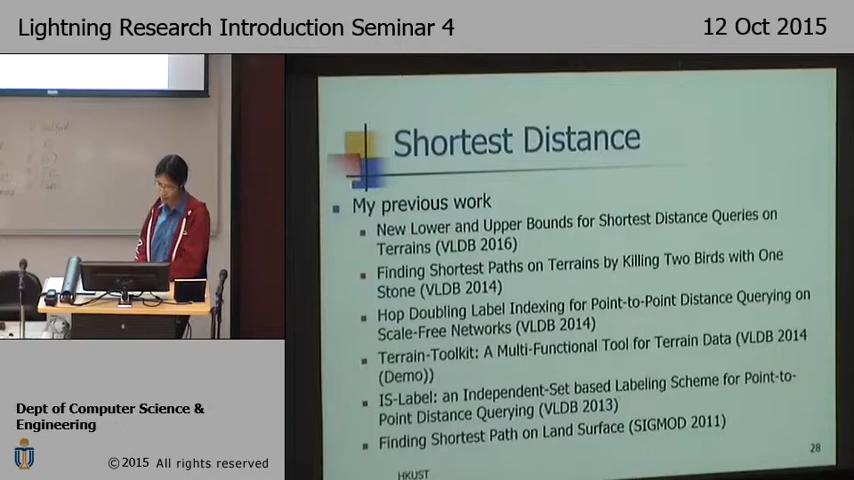 Lightning Research Introduction Seminar 4
12 Oct 2015
Shortest Distance
My previous work
New Lower and Upper Bounds for Shortest Distance Queries on
Terrains (VLDB 2016)
Finding Shortest Paths on Terrains by Killing Two Birds with One
Stone (VLDB 2014)
Hop Doubling Label Indexing for Point-to-Point Distance Querying on
Scale-Free Networks (VLDB 2014)
Terrain-Toolkit: A Multi-Functional Tool for Terrain Data (VLDB 2014
(Demo))
IS-Label: an Independent-Set based Labeling Scheme for Point-to-
Point Distance Querying (VLDB 2013)
Finding Shortest Path on Land Surface (SIGMOD 2011)
28
HKUST
Dept of Computer Science &
Engineering
©2015 All rights reserved